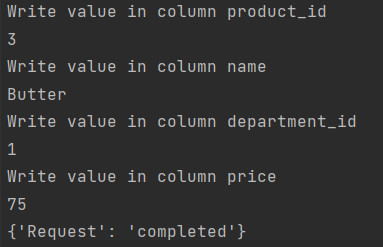 Write value in column product_id
3
Write value in column name
Butter
Write value in column department_id
1
Write value in column price
75
{'Request': 'completed'}